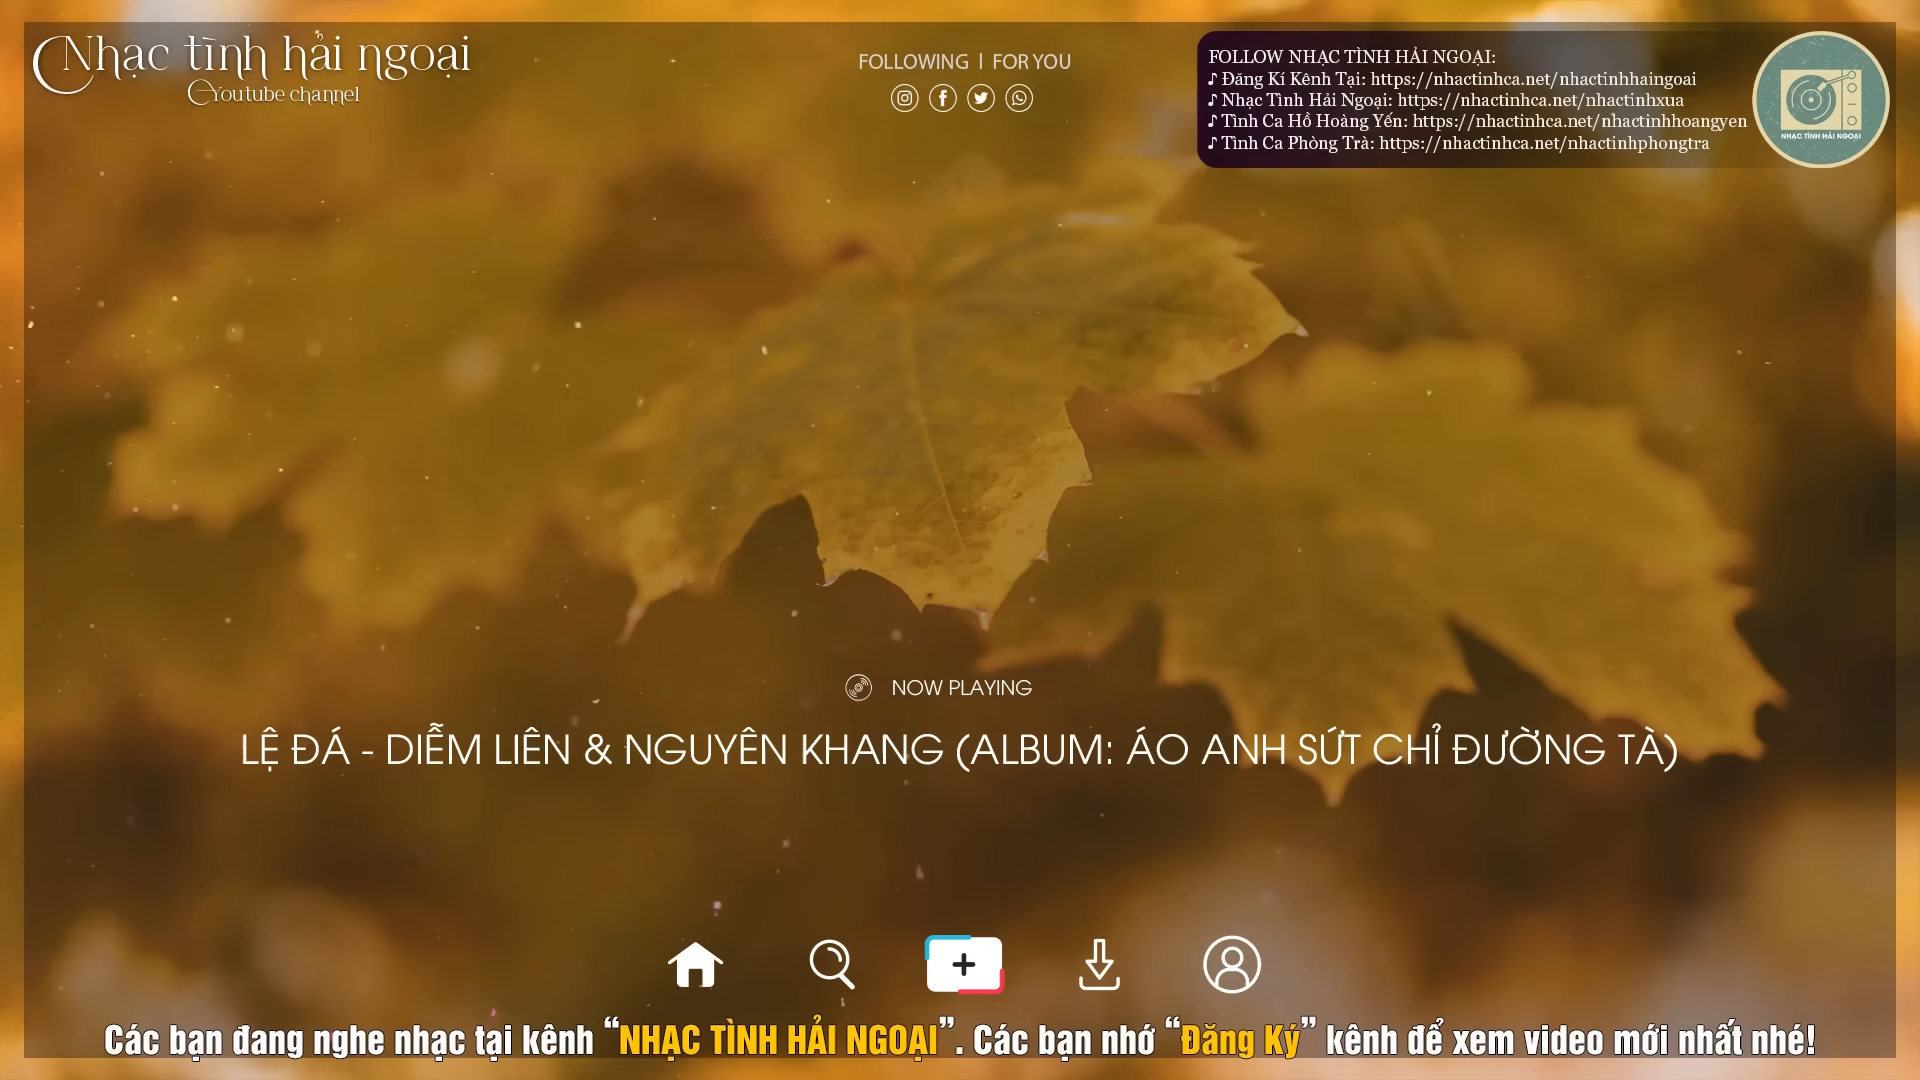 Nhạc tình hải ngoại
Youtube channel
FOLLOWING | FOR YOU
FOLLOW NHẠC TÌNH HẢI NGOẠI:
♪ Đăng Kí Kênh Tại: https://nhactinhca.net/nhactinhhaingoai
♪ Nhạc Tình Hải Ngoại: https://nhactinhca.net/nhactinhxua
♪ Tình Ca Hồ Hoàng Yến: https://nhactinhca.net/nhactinhhoangyen
♪ Tình Ca Phòng Trà: https://nhactinhca.net/nhactinhphongtra
NHẠC TÌNH HẢI NGOẠI
NOW PLAYING
LỆ ĐÁ - DIỄM LIÊN & NGUYÊN KHANG (ALBUM: ÁO ANH SỨT CHỈ ĐƯỜNG TÀ)
Các bạn đang nghe nhạc tại kênh “NHẠC TÌNH HẢI NGOẠI”. Các bạn nhớ “Đăng Ký” kênh để xem video mới nhất nhé!